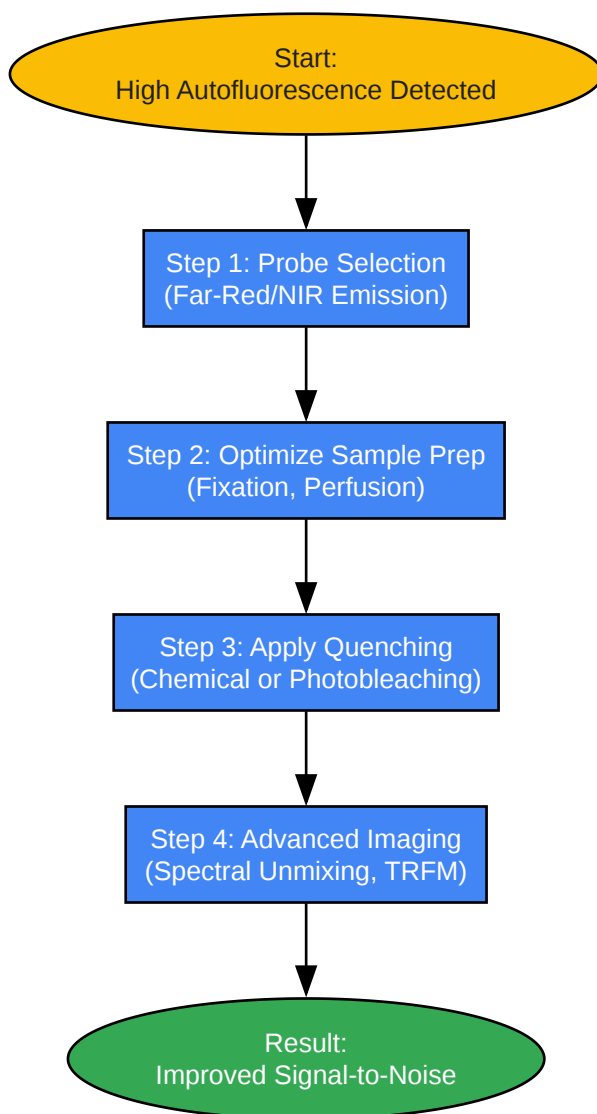 Start:
High Autofluorescence Detected
Step 1: Probe Selection
(Far-Red/NIR Emission)
Step 2: Optimize Sample Prep
(Fixation, Perfusion)
Step 3: Apply Quenching
(Chemical or Photobleaching)
Step 4: Advanced Imaging
(Spectral Unmixing, TRFM)
Result:
Improved Signal-to-Noise